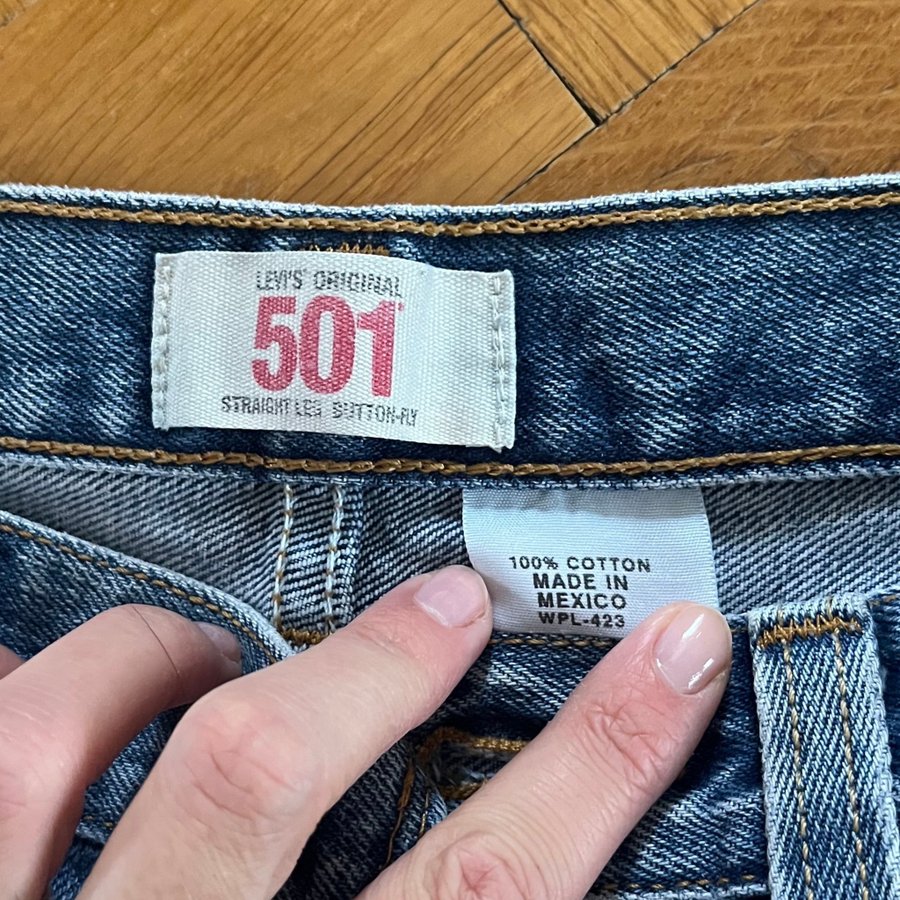 LEVI'S® ORIGINAL
501®
STRAIGHT LEG BUTTON-FLY
100% COTTON
MADE IN
MEXICO
WPL-423